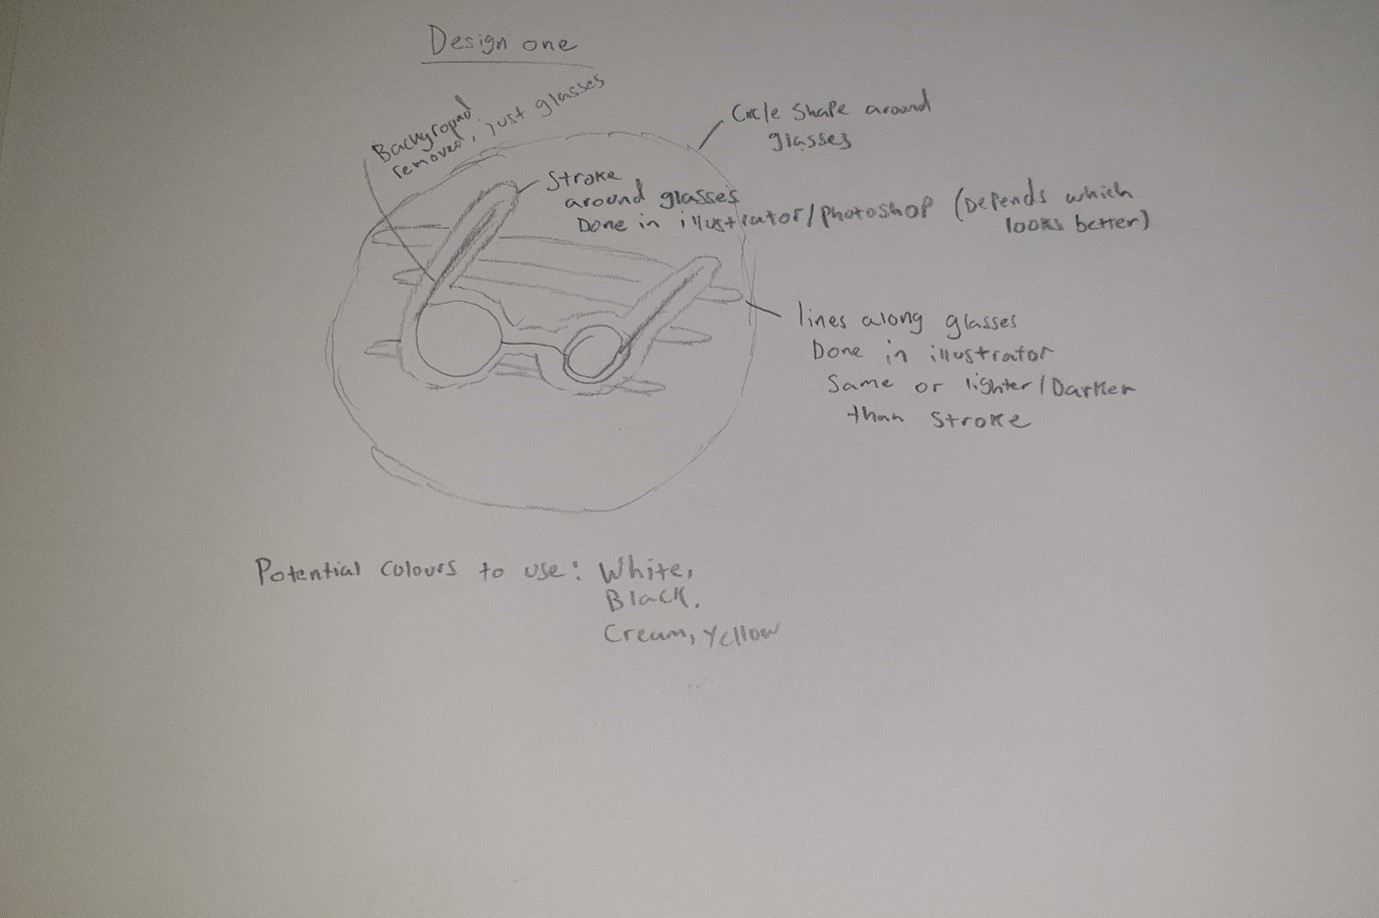 Design one
Background
removed, just glasses
Circle Shape around
glasses
Stroke
around glasses
Done in illustrator/photoshop (Depends which
looks better)
lines along glasses
Done in illustrator
Same or lighter/Darker
than Stroke
Potential colours to use: White,
Black.
Cream, Yellow